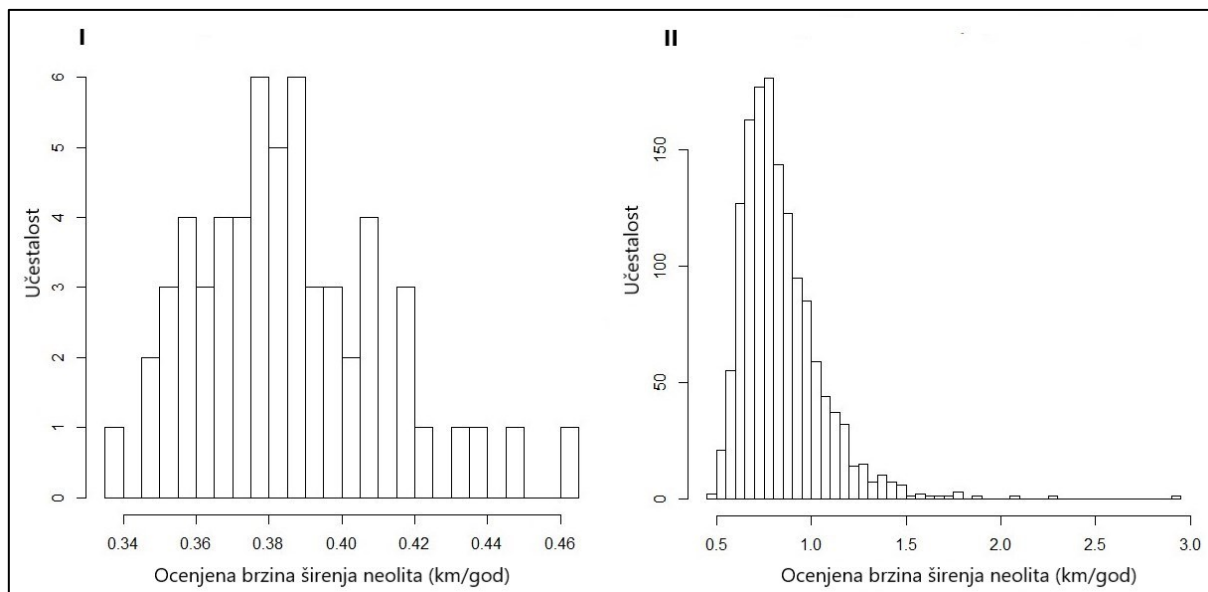 I
II
Učestalost
6
5
4
3
2
1
0
0.34 0.36 0.38 0.40 0.42 0.44 0.46
Ocenjena brzina širenja neolita (km/god)
Učestalost
150
100
50
0
0.5 1.0 1.5 2.0 2.5 3.0
Ocenjena brzina širenja neolita (km/god)